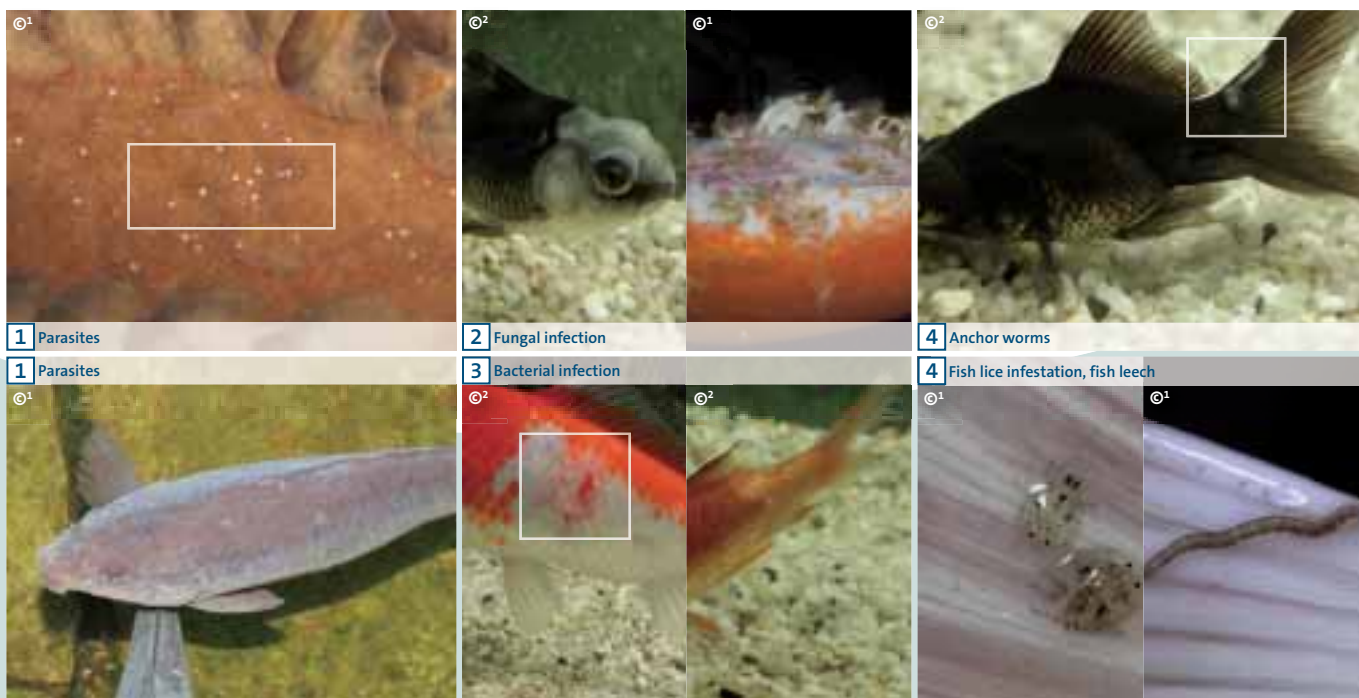 ©1
©2
©1
©2
1 Parasites
2 Fungal infection
4 Anchor worms
1 Parasites
3 Bacterial infection
4 Fish lice infestation, fish leech
©1
©2
©2
©1
©1